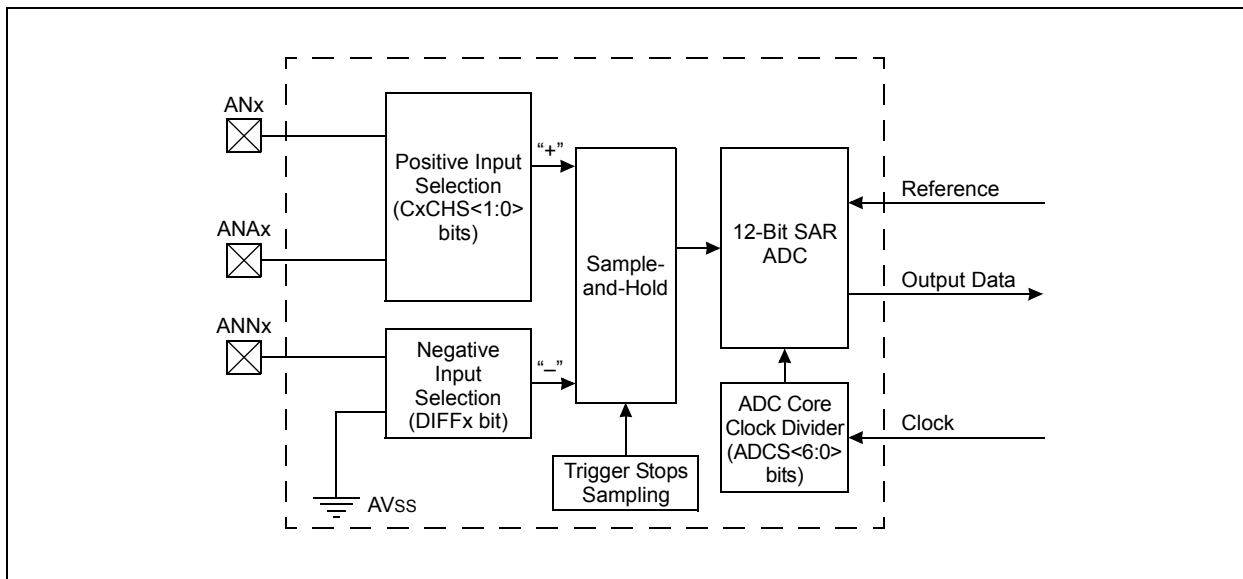 ANx
ANAx
ANNx
Positive Input
Selection
(CxCHS<1:0>
bits)
"+"
Negative
Input
Selection
(DIFFx bit)
"–"
AVSS
Sample-
and-Hold
Trigger Stops
Sampling
12-Bit SAR
ADC
ADC Core
Clock Divider
(ADCS<6:0>
bits)
Reference
Output Data
Clock